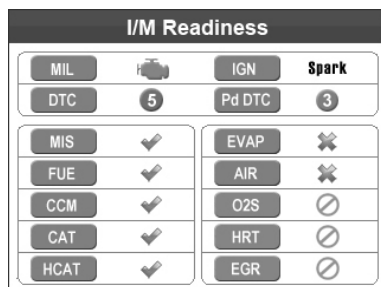 I/M Readiness
MIL IGN Spark
DTC 5 Pd DTC 3
MIS EVAP
FUE AIR
CCM O2S
CAT HRT
HCAT EGR